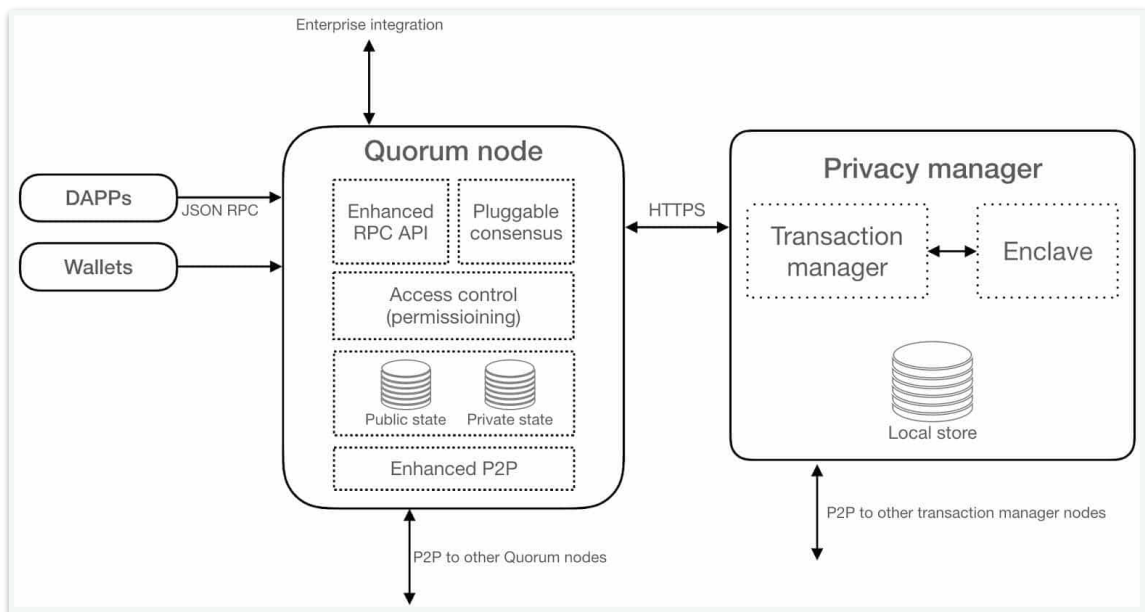 Enterprise integration
Quorum node
Privacy manager
DAPPs
JSON RPC
Wallets
Enhanced
RPC API
Pluggable
consensus
HTTPS
Transaction
manager
Enclave
Access control
(permissioining)
Public state
Private state
Local store
Enhanced P2P
P2P to other transaction manager nodes
P2P to other Quorum nodes